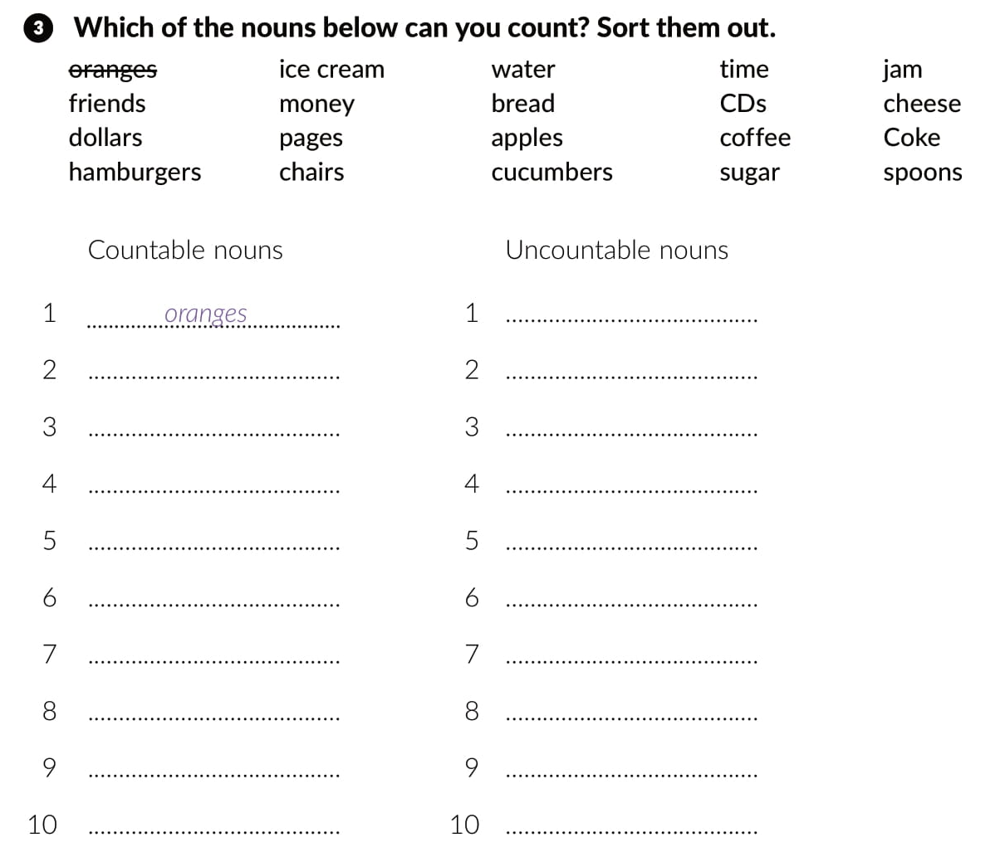 3 Which of the nouns below can you count? Sort them out.
oranges ice cream water time jam
friends money bread CDs cheese
dollars pages apples coffee Coke
hamburgers chairs cucumbers sugar spoons
Countable nouns Uncountable nouns
1 oranges 1
2 2
3 3
4 4
5 5
6 6
7 7
8 8
9 9
10 10